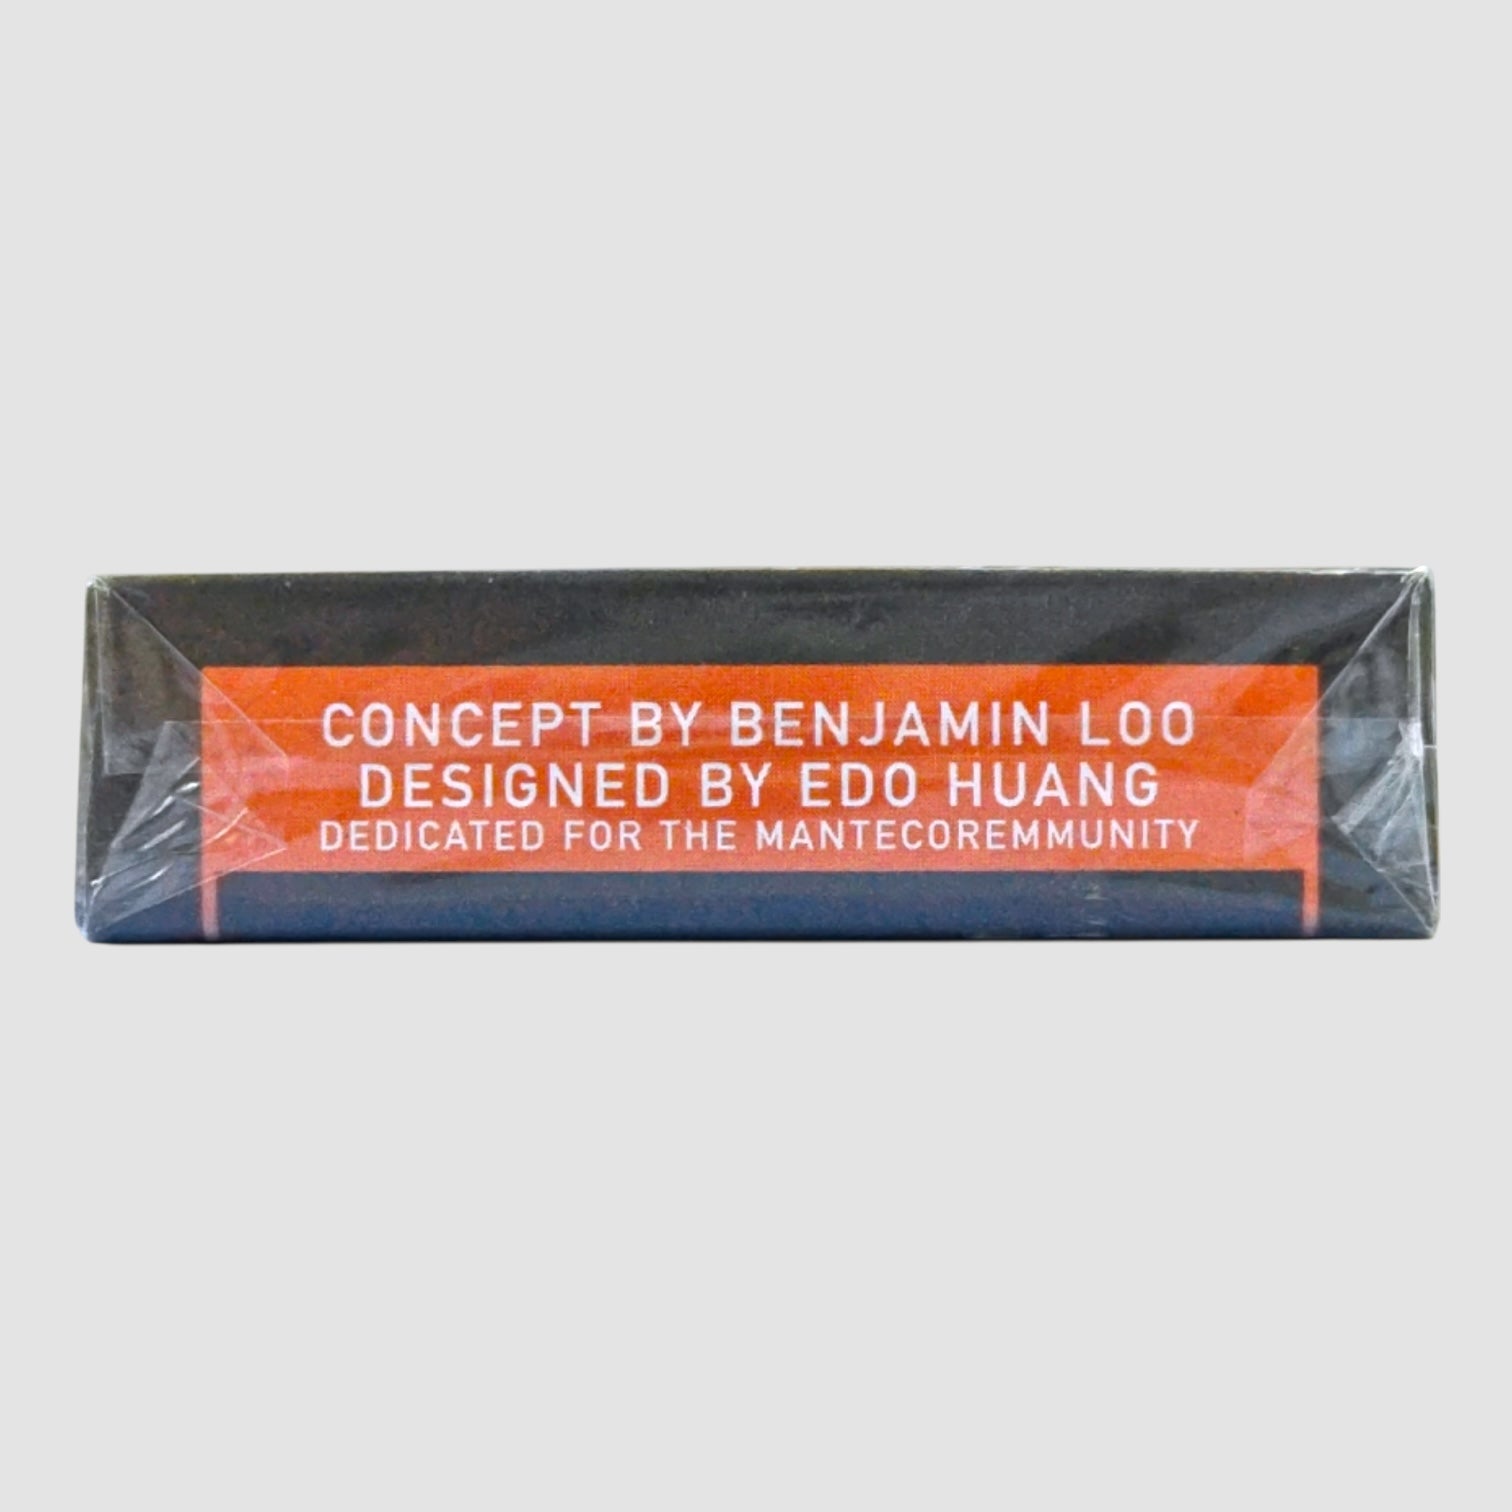 CONCEPT BY BENJAMIN LOO
DESIGNED BY EDO HUANG
DEDICATED FOR THE MANTECOREMMUNITY